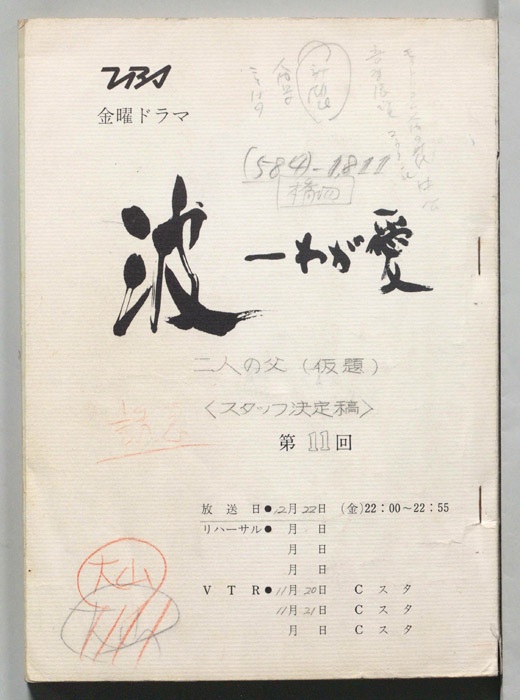 TBS
金曜ドラマ
(584)-1811
波
―わが愛
二人の父(仮題)
〈スタッフ決定稿〉
第11回
放送日●12月22日 (金)22:00～22:55
リハーサル●月 日
月 日
月 日
VTR●11月20日 Cスタ
11月21日 Cスタ
月 日 Cスタ
大山